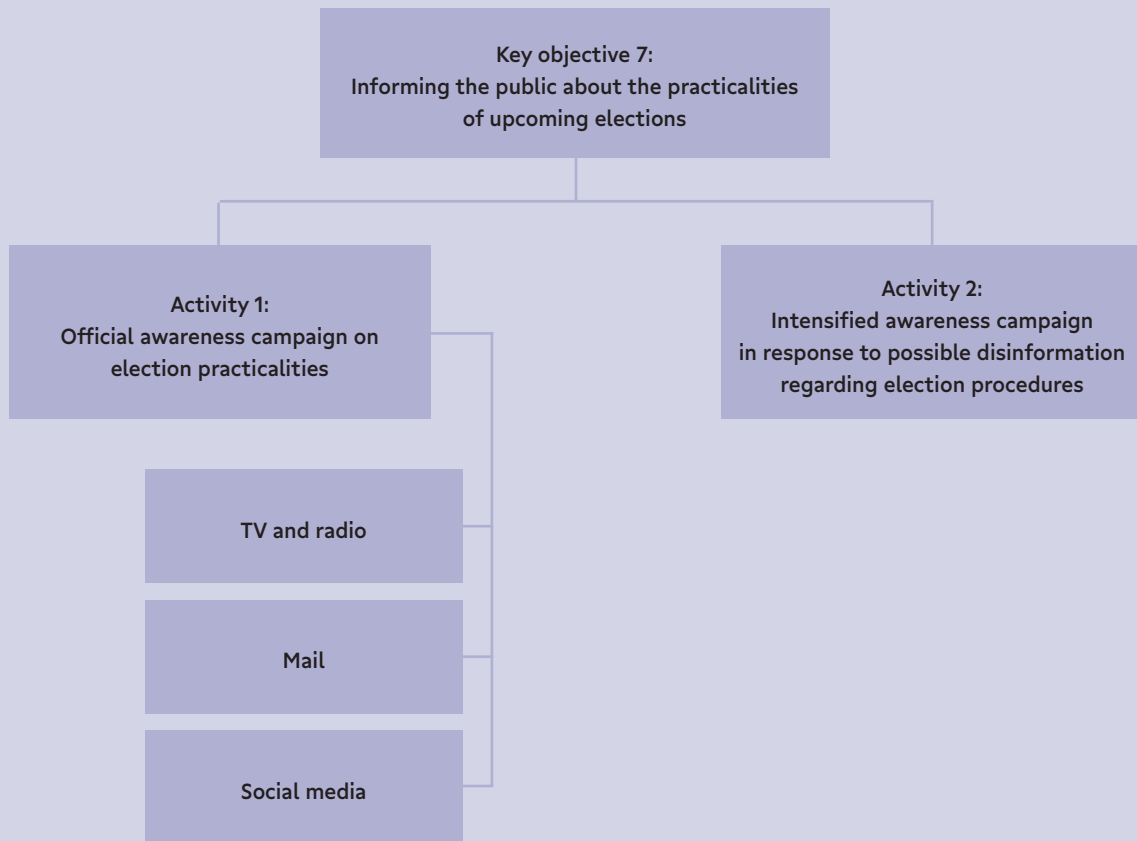 Key objective 7:
Informing the public about the practicalities
of upcoming elections
Activity 1:
Official awareness campaign on
election practicalities
Activity 2:
Intensified awareness campaign
in response to possible disinformation
regarding election procedures
TV and radio
Mail
Social media